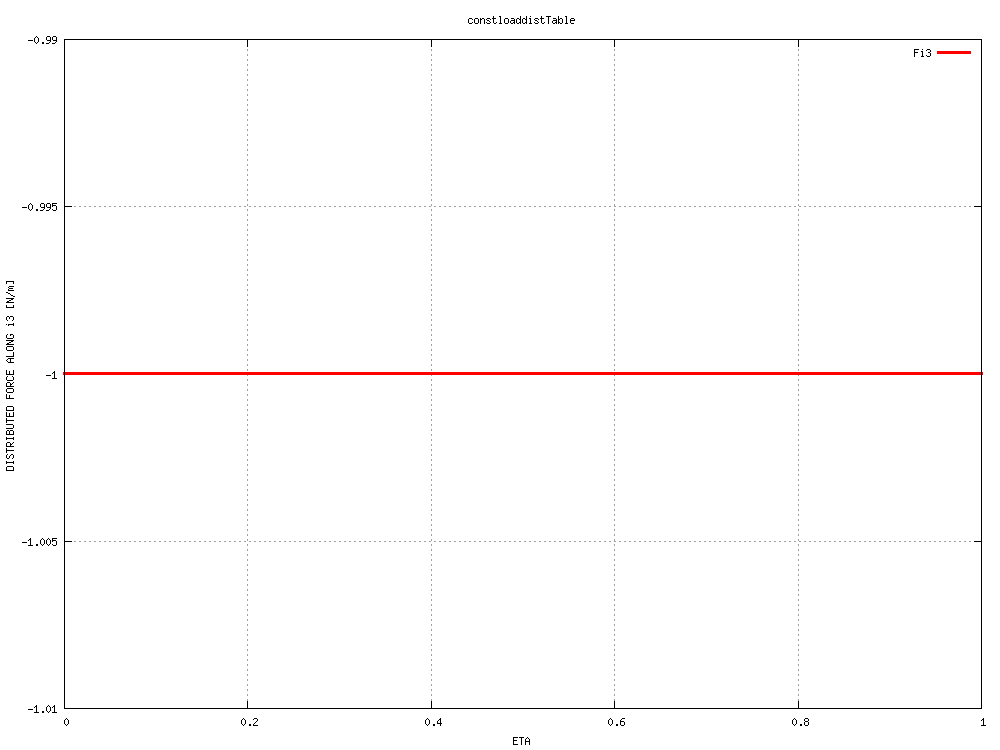 constloaddistTable
Fi3
-0.99
-0.995
-1
-1.005
-1.01
DISTRIBUTED FORCE ALONG i3 [N/m]
0 0.2 0.4 0.6 0.8 1
ETA